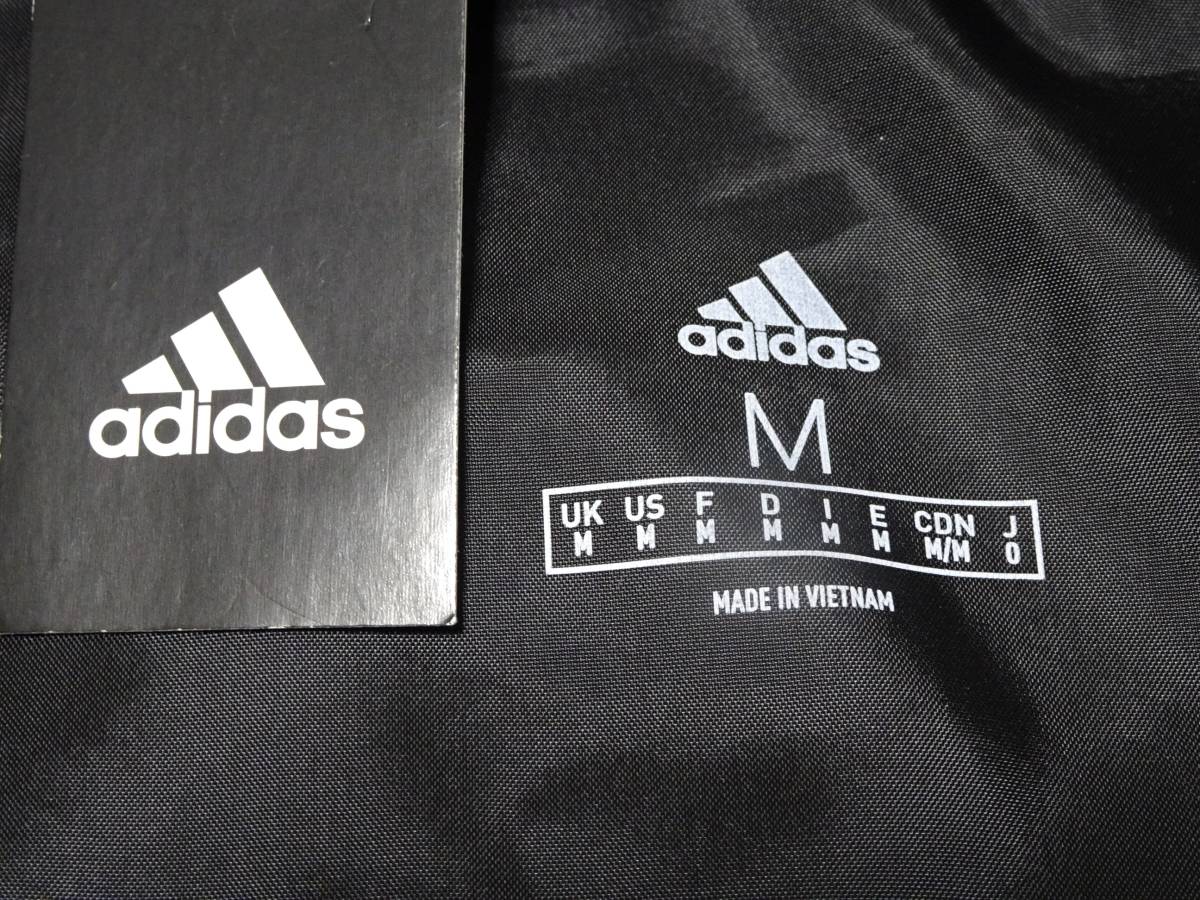 adidas
adidas
M
UK US F D I E CDN J
M M M M M M M/M O
MADE IN VIETNAM